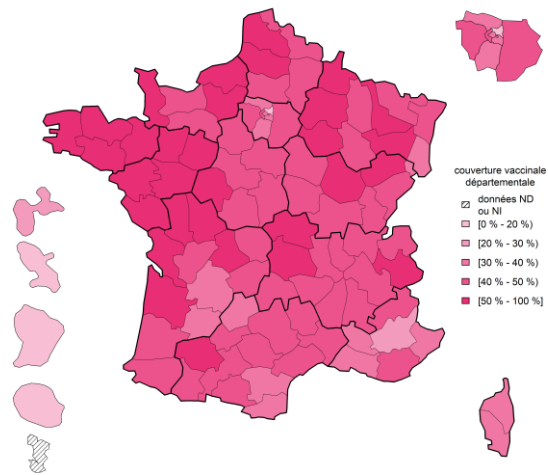 couverture vaccinale
départementale
données ND
ou NI
[0 % - 20 %)
[20 % - 30 %)
[30 % - 40 %)
[40 % - 50 %)
[50 % - 100 %]